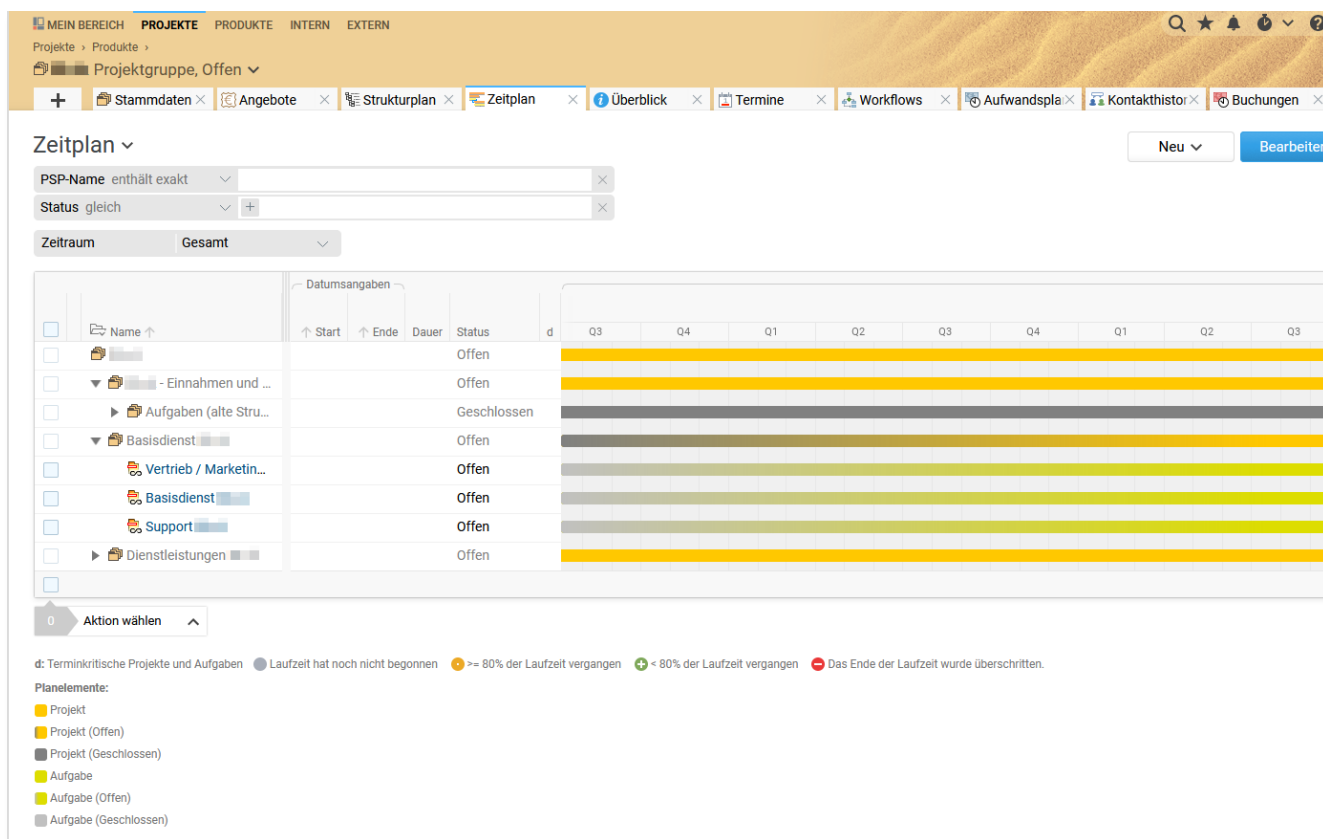 MEIN BEREICH PROJEKTE PRODUKTE INTERN EXTERN
Projekte › Produkte ›
Projektgruppe, Offen
+ Stammdaten × Angebote × Strukturplan × Zeitplan × Überblick × Termine × Workflows × Aufwandspla × Kontakthistor × Buchungen ×
Zeitplan
Neu Bearbeiten
PSP-Name enthält exakt ×
Status gleich + ×
Zeitraum Gesamt
Datumsangaben
Name ↑ ↑ Start ↑ Ende Dauer Status d Q3 Q4 Q1 Q2 Q3 Q4 Q1 Q2 Q3
Offen
- Einnahmen und ... Offen
Aufgaben (alte Stru... Geschlossen
Basisdienst Offen
Vertrieb / Marketin... Offen
Basisdienst Offen
Support Offen
Dienstleistungen Offen
0 Aktion wählen
d: Terminkritische Projekte und Aufgaben Laufzeit hat noch nicht begonnen >= 80% der Laufzeit vergangen < 80% der Laufzeit vergangen Das Ende der Laufzeit wurde überschritten.
Planelemente:
Projekt
Projekt (Offen)
Projekt (Geschlossen)
Aufgabe
Aufgabe (Offen)
Aufgabe (Geschlossen)